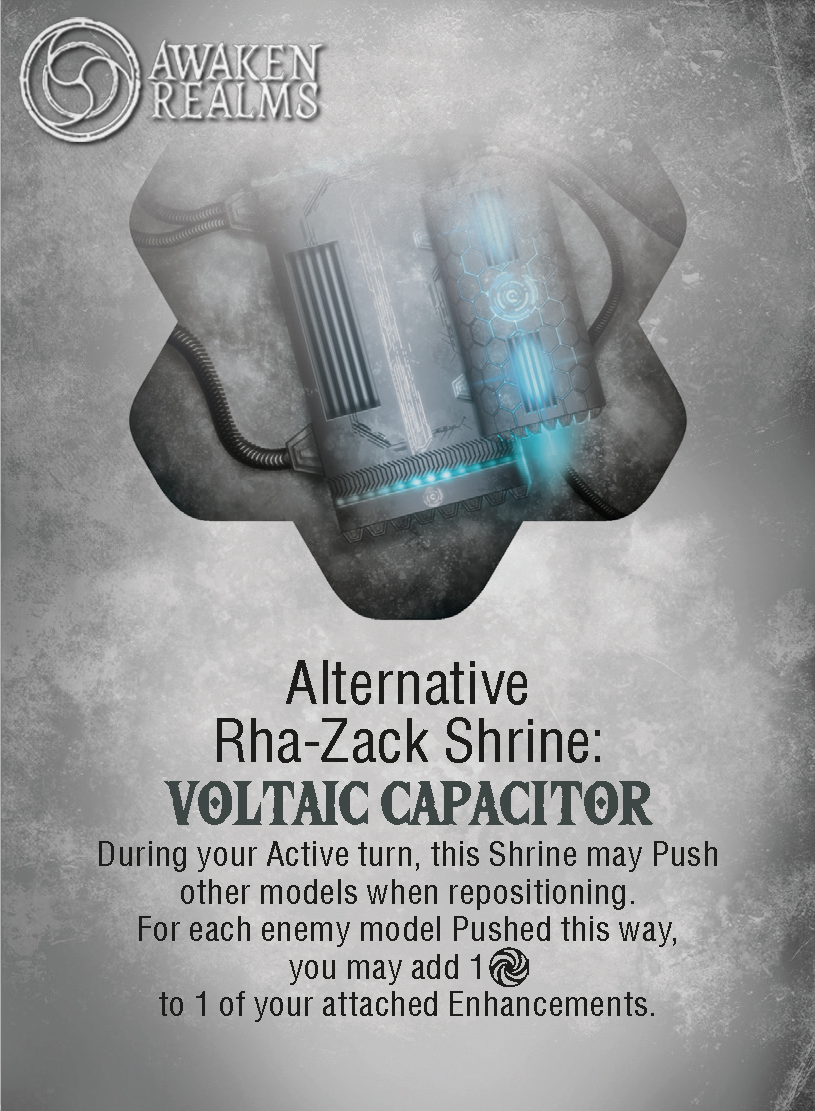 AWAKEN
REALMS
Alternative
Rha-Zack Shrine:
VOLTAIC CAPACITOR
During your Active turn, this Shrine may Push
other models when repositioning.
For each enemy model Pushed this way,
you may add 1
to 1 of your attached Enhancements.